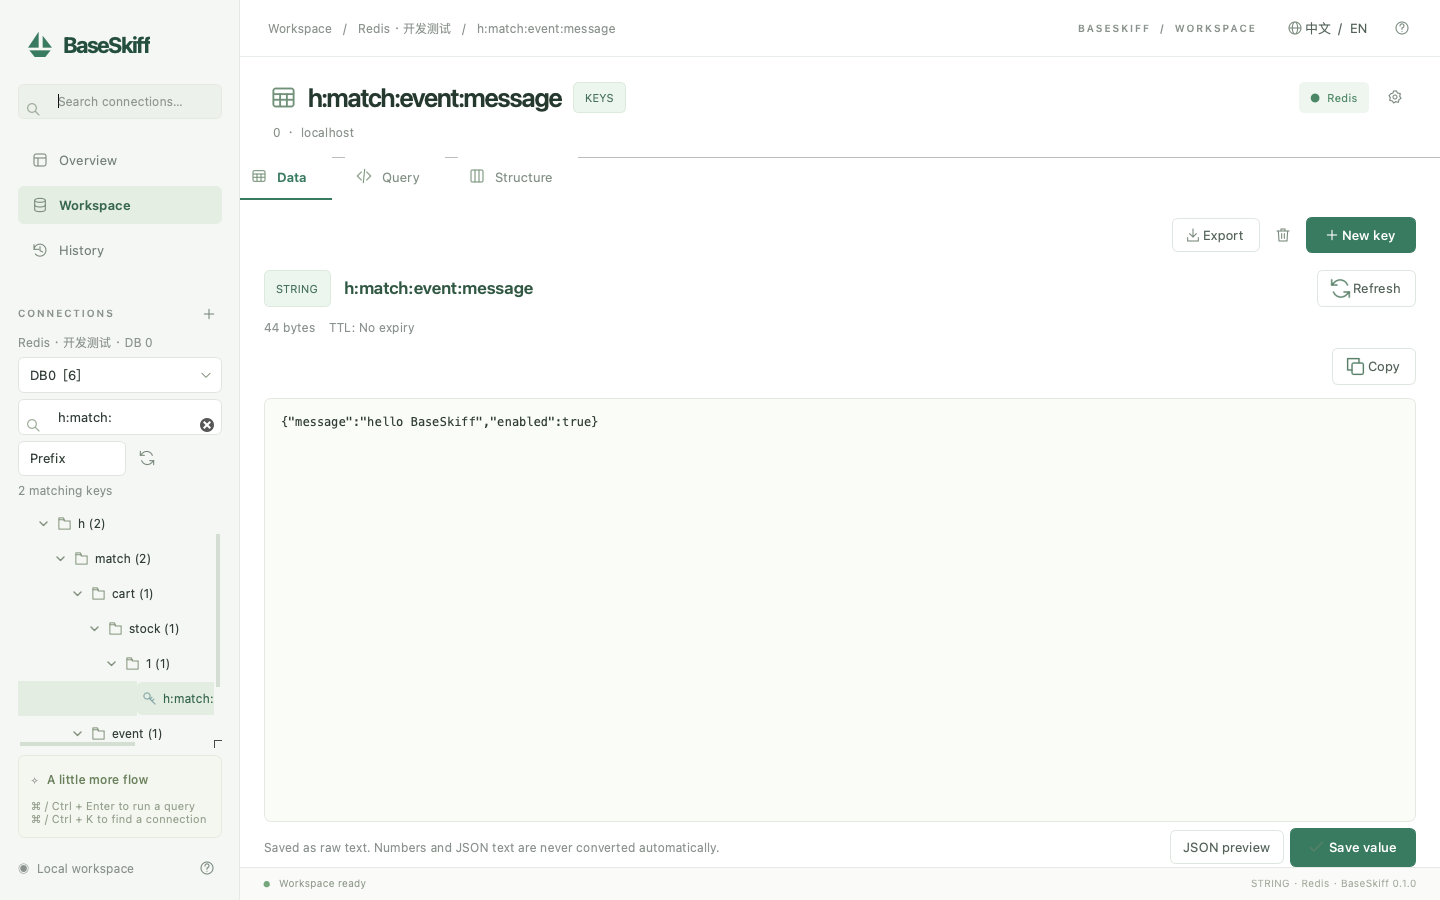 BaseSkiff
Search connections...
Overview
Workspace
History
CONNECTIONS
Redis · 开发测试 · DB 0
DB0 [6]
h:match:
Prefix
2 matching keys
h (2)
match (2)
cart (1)
stock (1)
1 (1)
h:match:
event (1)
A little more flow
⌘ / Ctrl + Enter to run a query
⌘ / Ctrl + K to find a connection
Local workspace
Workspace / Redis · 开发测试 / h:match:event:message
BASESKIFF / WORKSPACE
中文 / EN
h:match:event:message KEYS
Redis
0 · localhost
Data Query Structure
Export
New key
STRING h:match:event:message
Refresh
44 bytes TTL: No expiry
Copy
{"message":"hello BaseSkiff","enabled":true}
Saved as raw text. Numbers and JSON text are never converted automatically.
JSON preview
Save value
Workspace ready
STRING · Redis · BaseSkiff 0.1.0